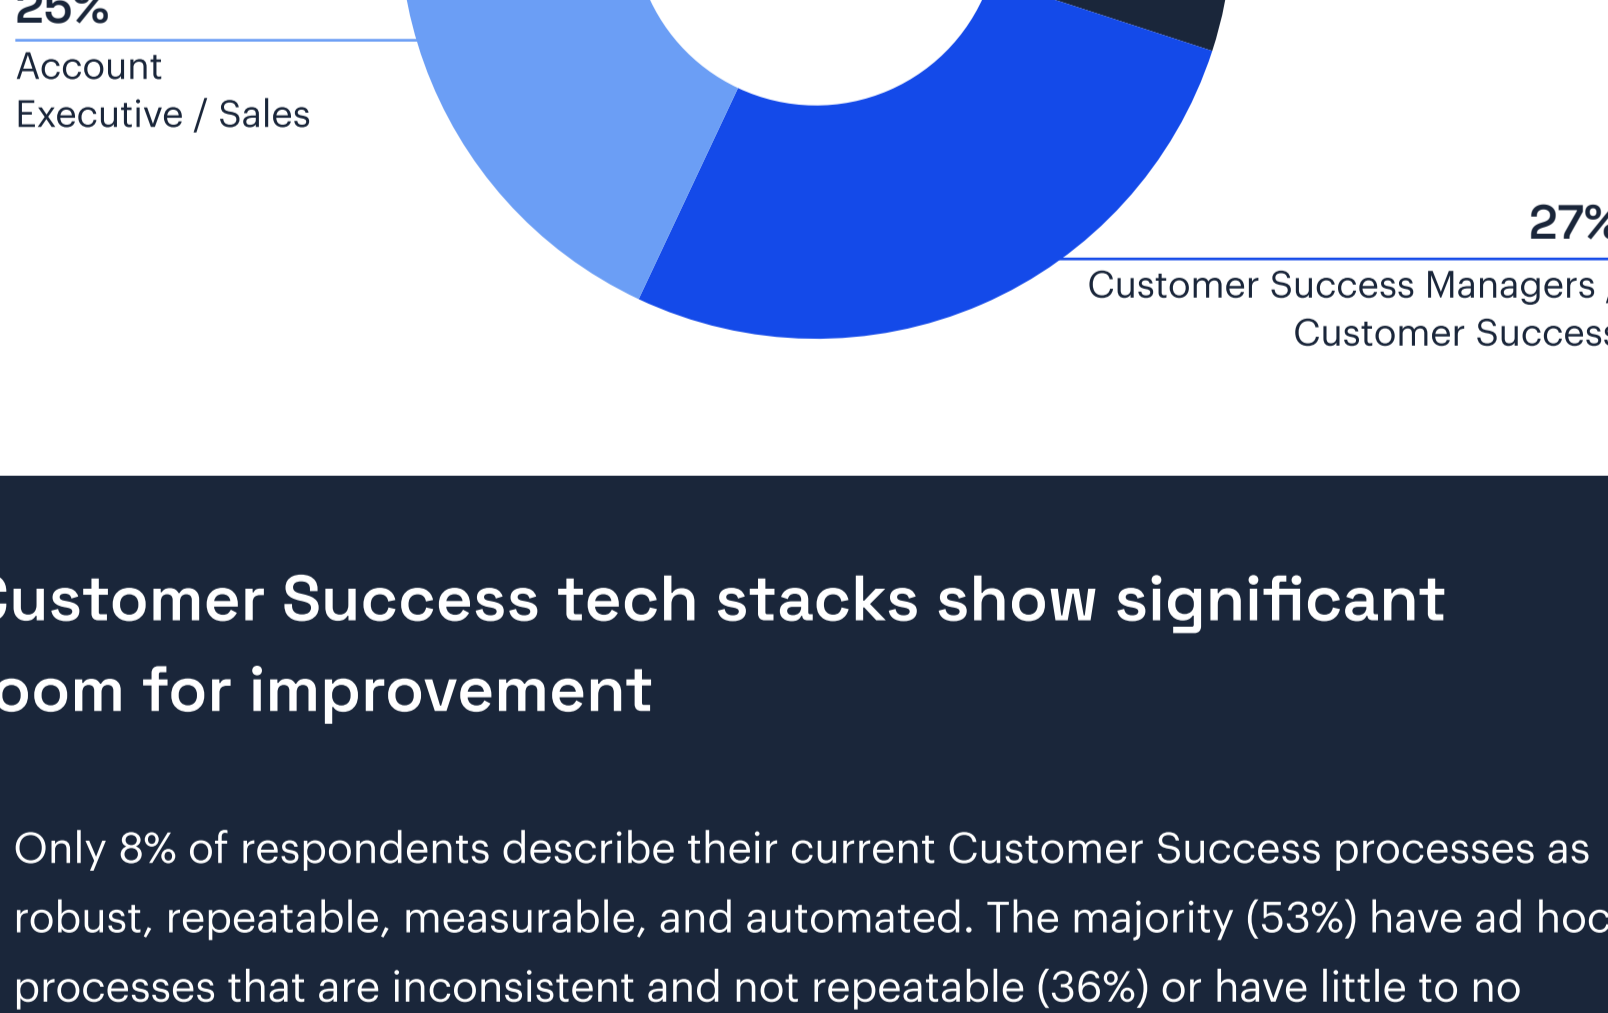 25%
Account
Executive / Sales
27%
Customer Success Managers /
Customer Success
Customer Success tech stacks show significant
oom for improvement
Only 8% of respondents describe their current Customer Success processes as
robust, repeatable, measurable, and automated. The majority (53%) have ad hoc
processes that are inconsistent and not repeatable (36%) or have little to no